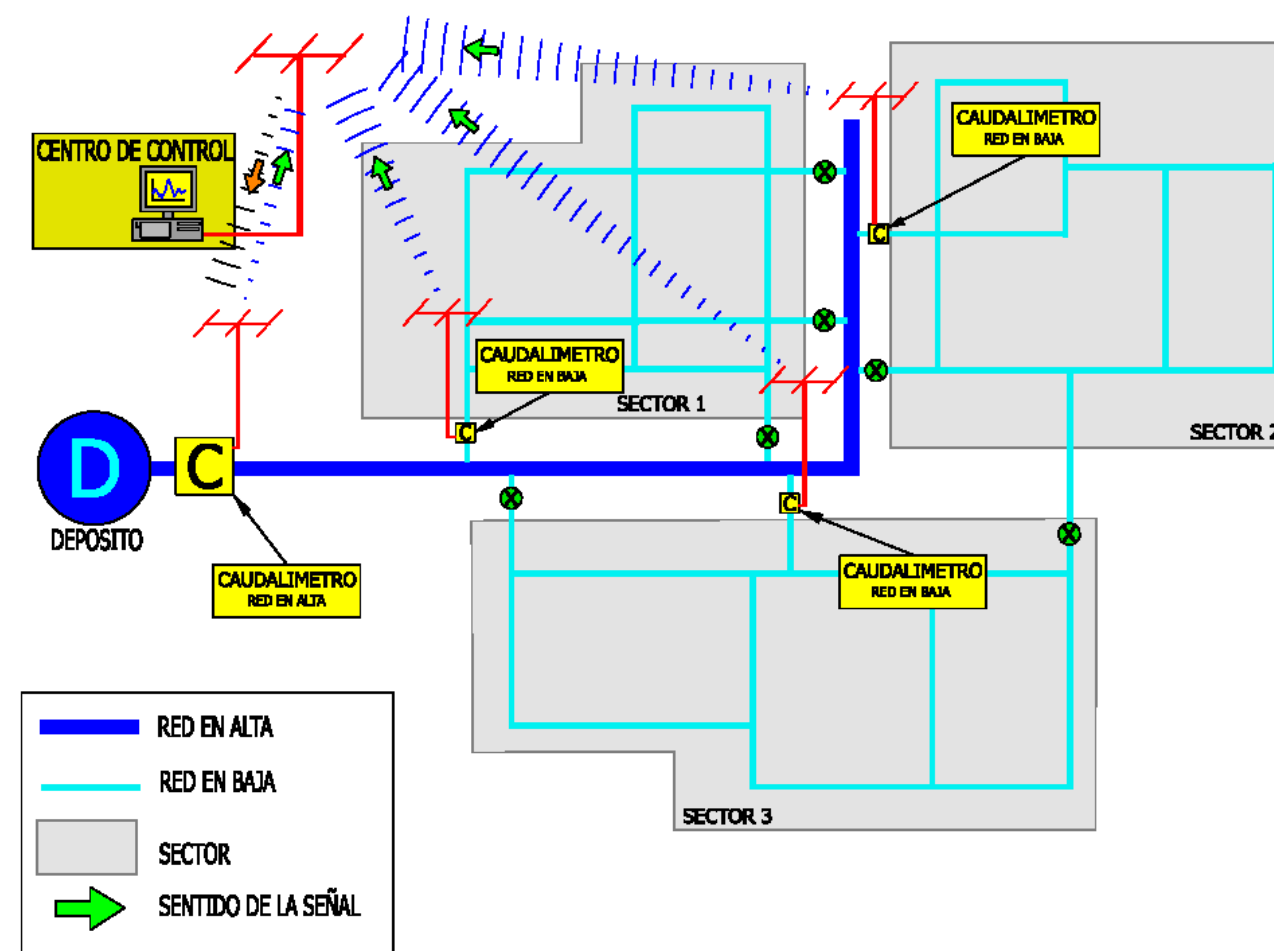 CENTRO DE CONTROL
CAUDALIMETRO
RED EN BAJA
C
CAUDALIMETRO
RED EN BAJA
SECTOR 1
C
SECTOR 2
D
C
DEPOSITO
C
CAUDALIMETRO
RED EN ALTA
CAUDALIMETRO
RED EN BAJA
SECTOR 3
RED EN ALTA
RED EN BAJA
SECTOR
SENTIDO DE LA SEÑAL